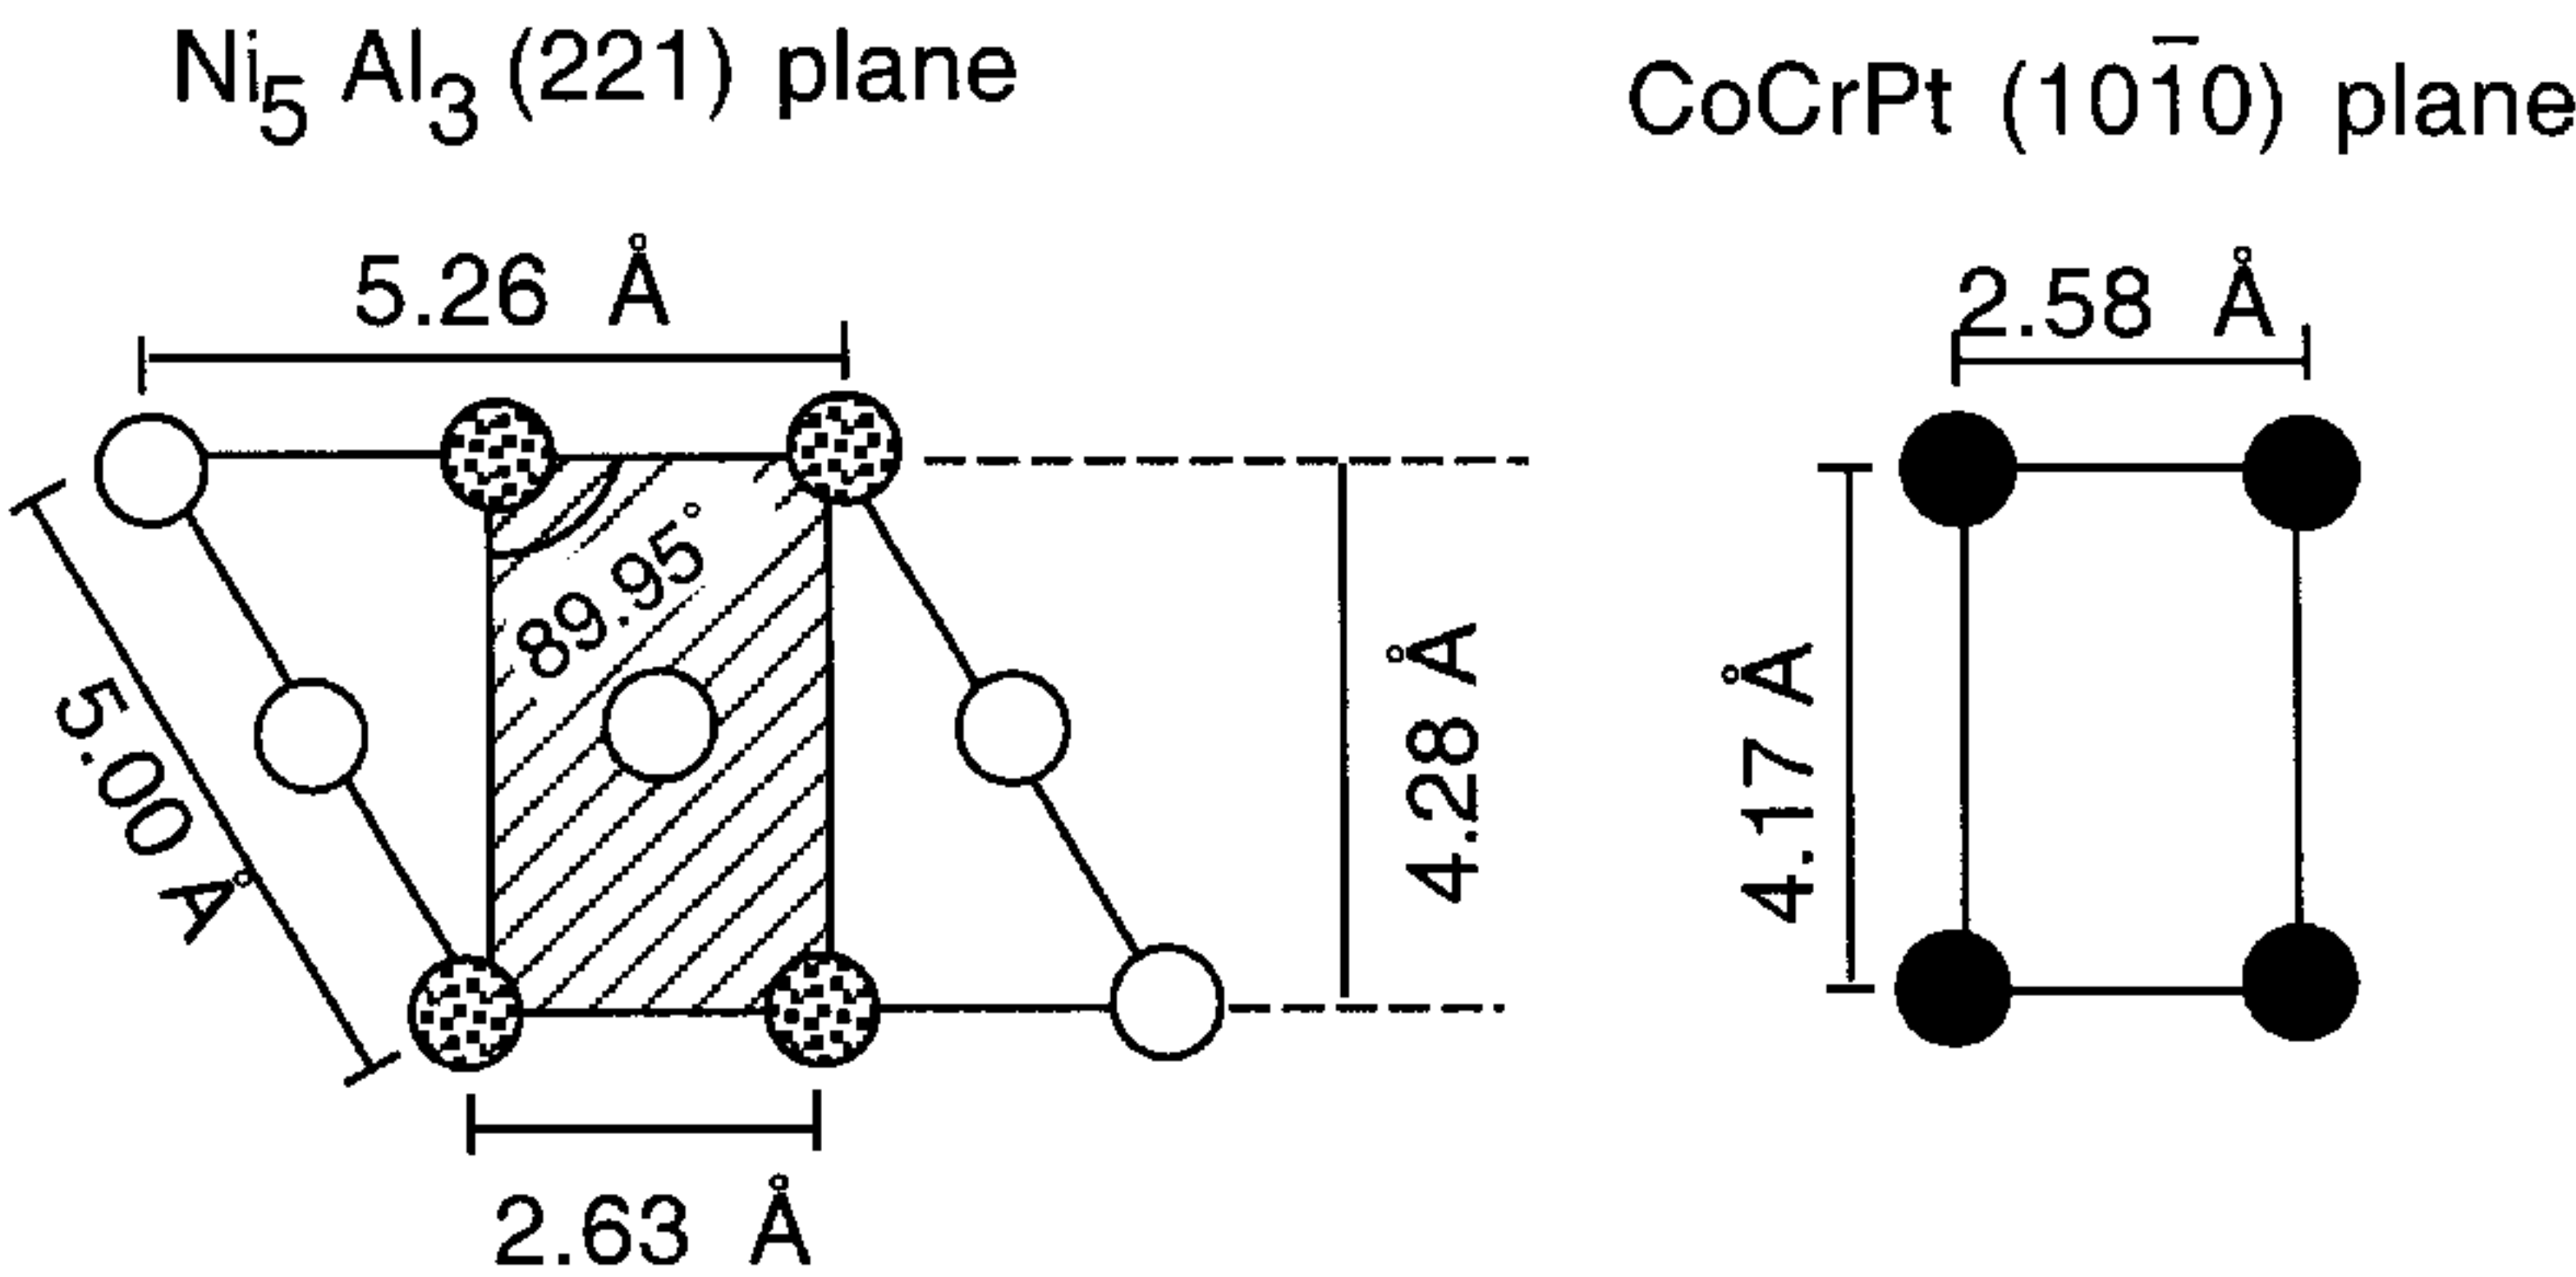 Ni₅ Al₃ (221) plane
CoCrPt (101̄0) plane
5.26 Å
2.58 Å
89.95°
5.00 Å
4.28 Å
4.17 Å
2.63 Å